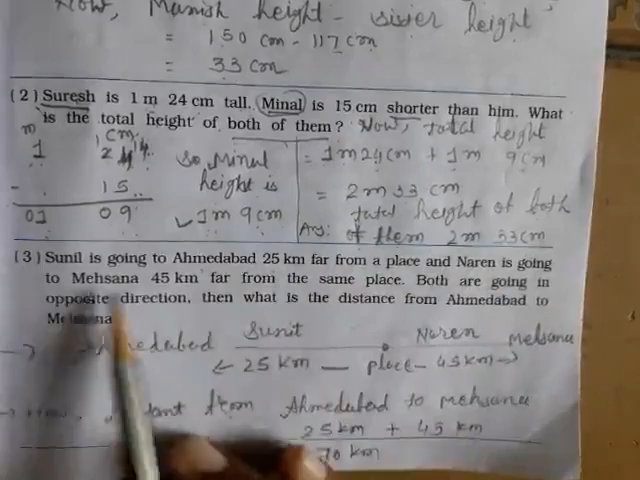 Now, Manish height - sister height
= 150 cm - 117 cm
= 33 cm
(2) Suresh is 1 m 24 cm tall. Minal is 15 cm shorter than him. What
is the total height of both of them? Now, total height
m cm
1 24 14
- 15
01 09
so Minal
height is
1m 9cm
= 1m 24cm + 1m 9cm
= 2m 33 cm
total height of both
Ans: of them 2m 33cm
(3) Sunil is going to Ahmedabad 25 km far from a place and Naren is going
to Mehsana 45 km far from the same place. Both are going in
opposite direction, then what is the distance from Ahmedabad to
Sunil Naren Mehsana
← 25 km — place - 45km →
from Ahmedabad to mehsana
25 km + 45 km
70 km